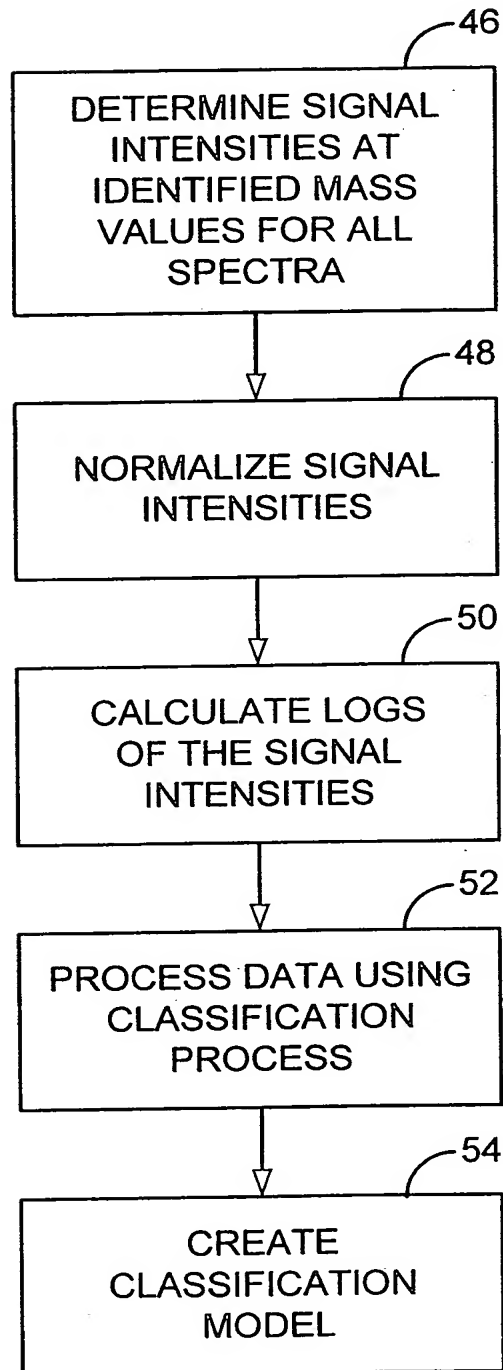 46
DETERMINE SIGNAL
INTENSITIES AT
IDENTIFIED MASS
VALUES FOR ALL
SPECTRA
48
NORMALIZE SIGNAL
INTENSITIES
50
CALCULATE LOGS
OF THE SIGNAL
INTENSITIES
52
PROCESS DATA USING
CLASSIFICATION
PROCESS
54
CREATE
CLASSIFICATION
MODEL